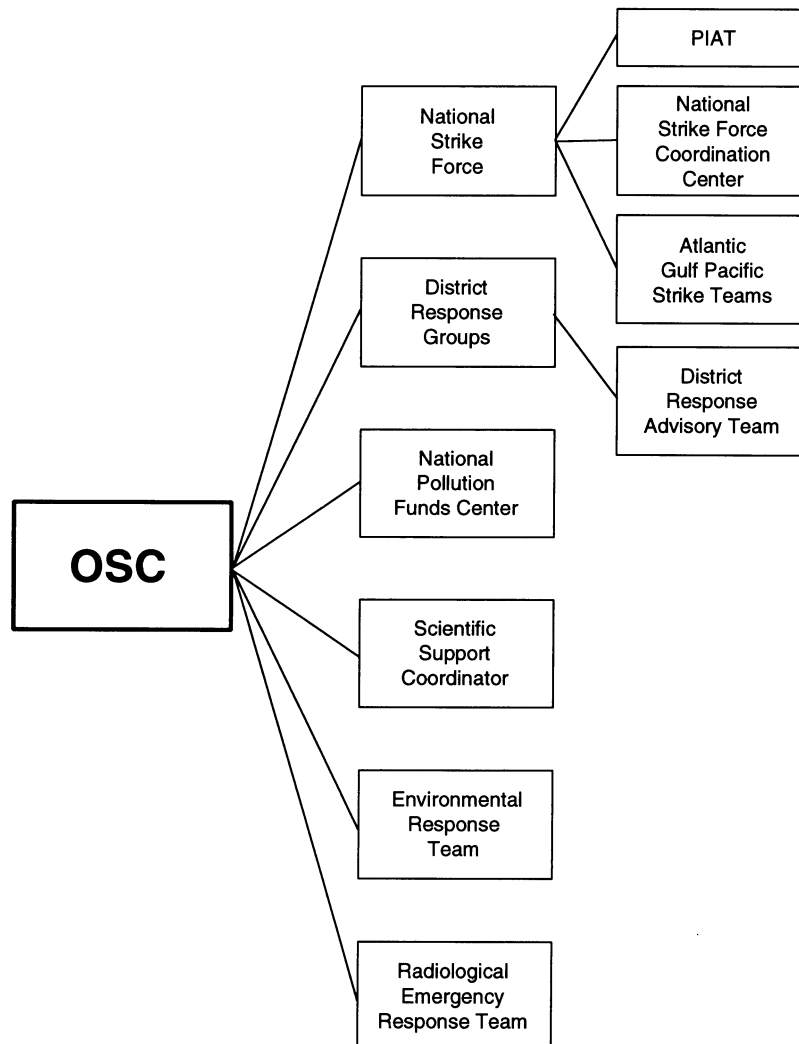 OSC
National
Strike
Force
District
Response
Groups
National
Pollution
Funds Center
Scientific
Support
Coordinator
Environmental
Response
Team
Radiological
Emergency
Response Team
PIAT
National
Strike Force
Coordination
Center
Atlantic
Gulf Pacific
Strike Teams
District
Response
Advisory Team